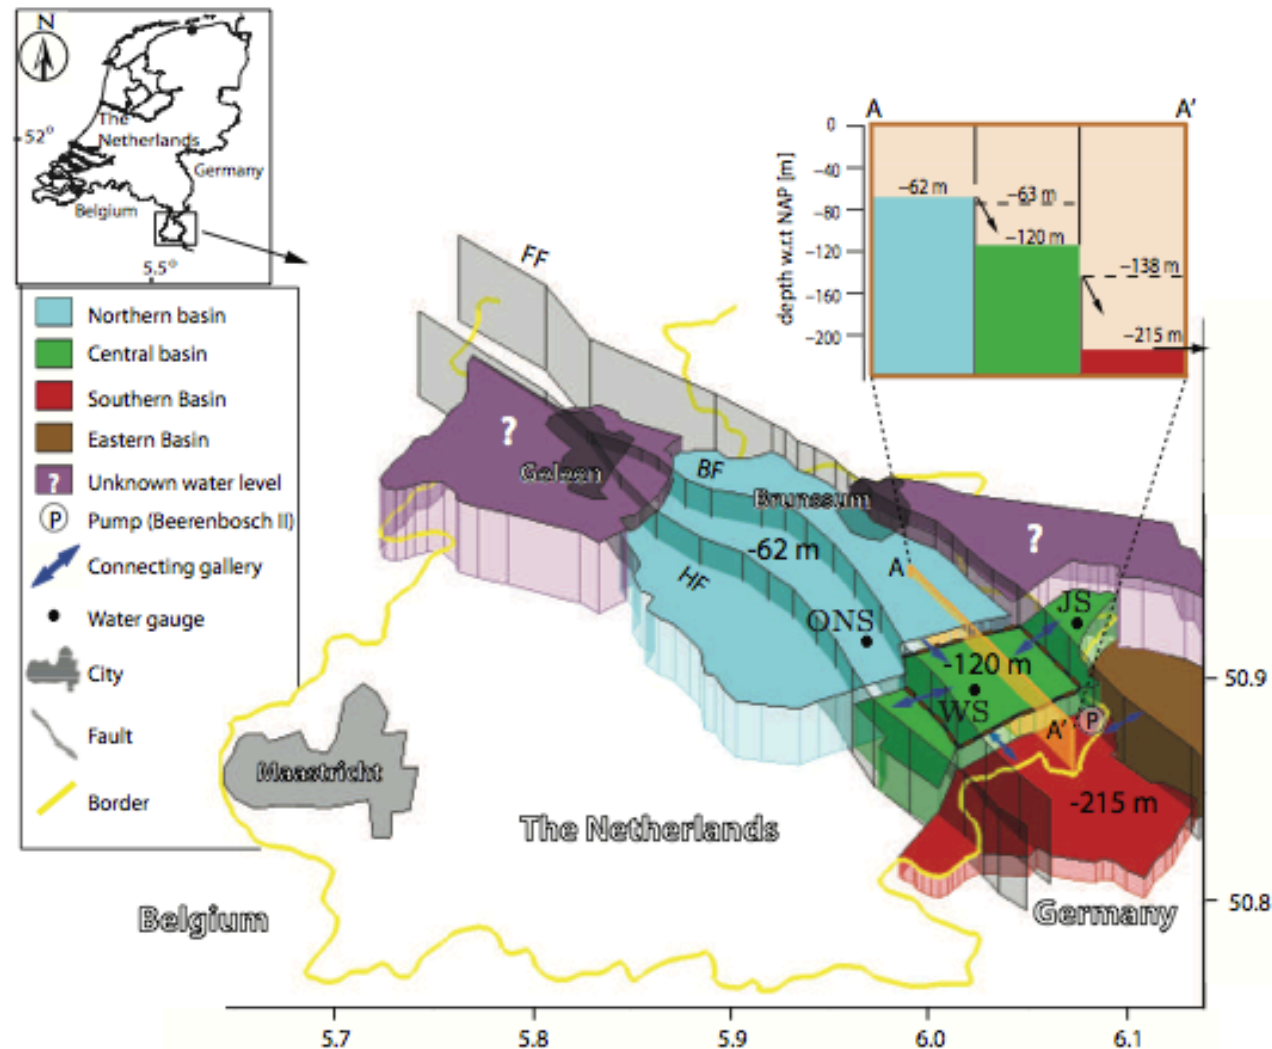 N
The
Netherlands
52°
Germany
Belgium
5.5°
Northern basin
Central basin
Southern Basin
Eastern Basin
? Unknown water level
P Pump (Beerenbosch II)
Connecting gallery
Water gauge
City
Fault
Border
A A'
depth w.r.t NAP [m]
0
−40
−80
−120
−160
−200
−62 m
−63 m
−120 m
−138 m
−215 m
FF
?
Geleen
BF
Brunssum
-62 m
?
HF
A
ONS
JS
-120 m
WS
A'
P
-215 m
Maastricht
The Netherlands
Belgium
Germany
50.9
50.8
5.7 5.8 5.9 6.0 6.1